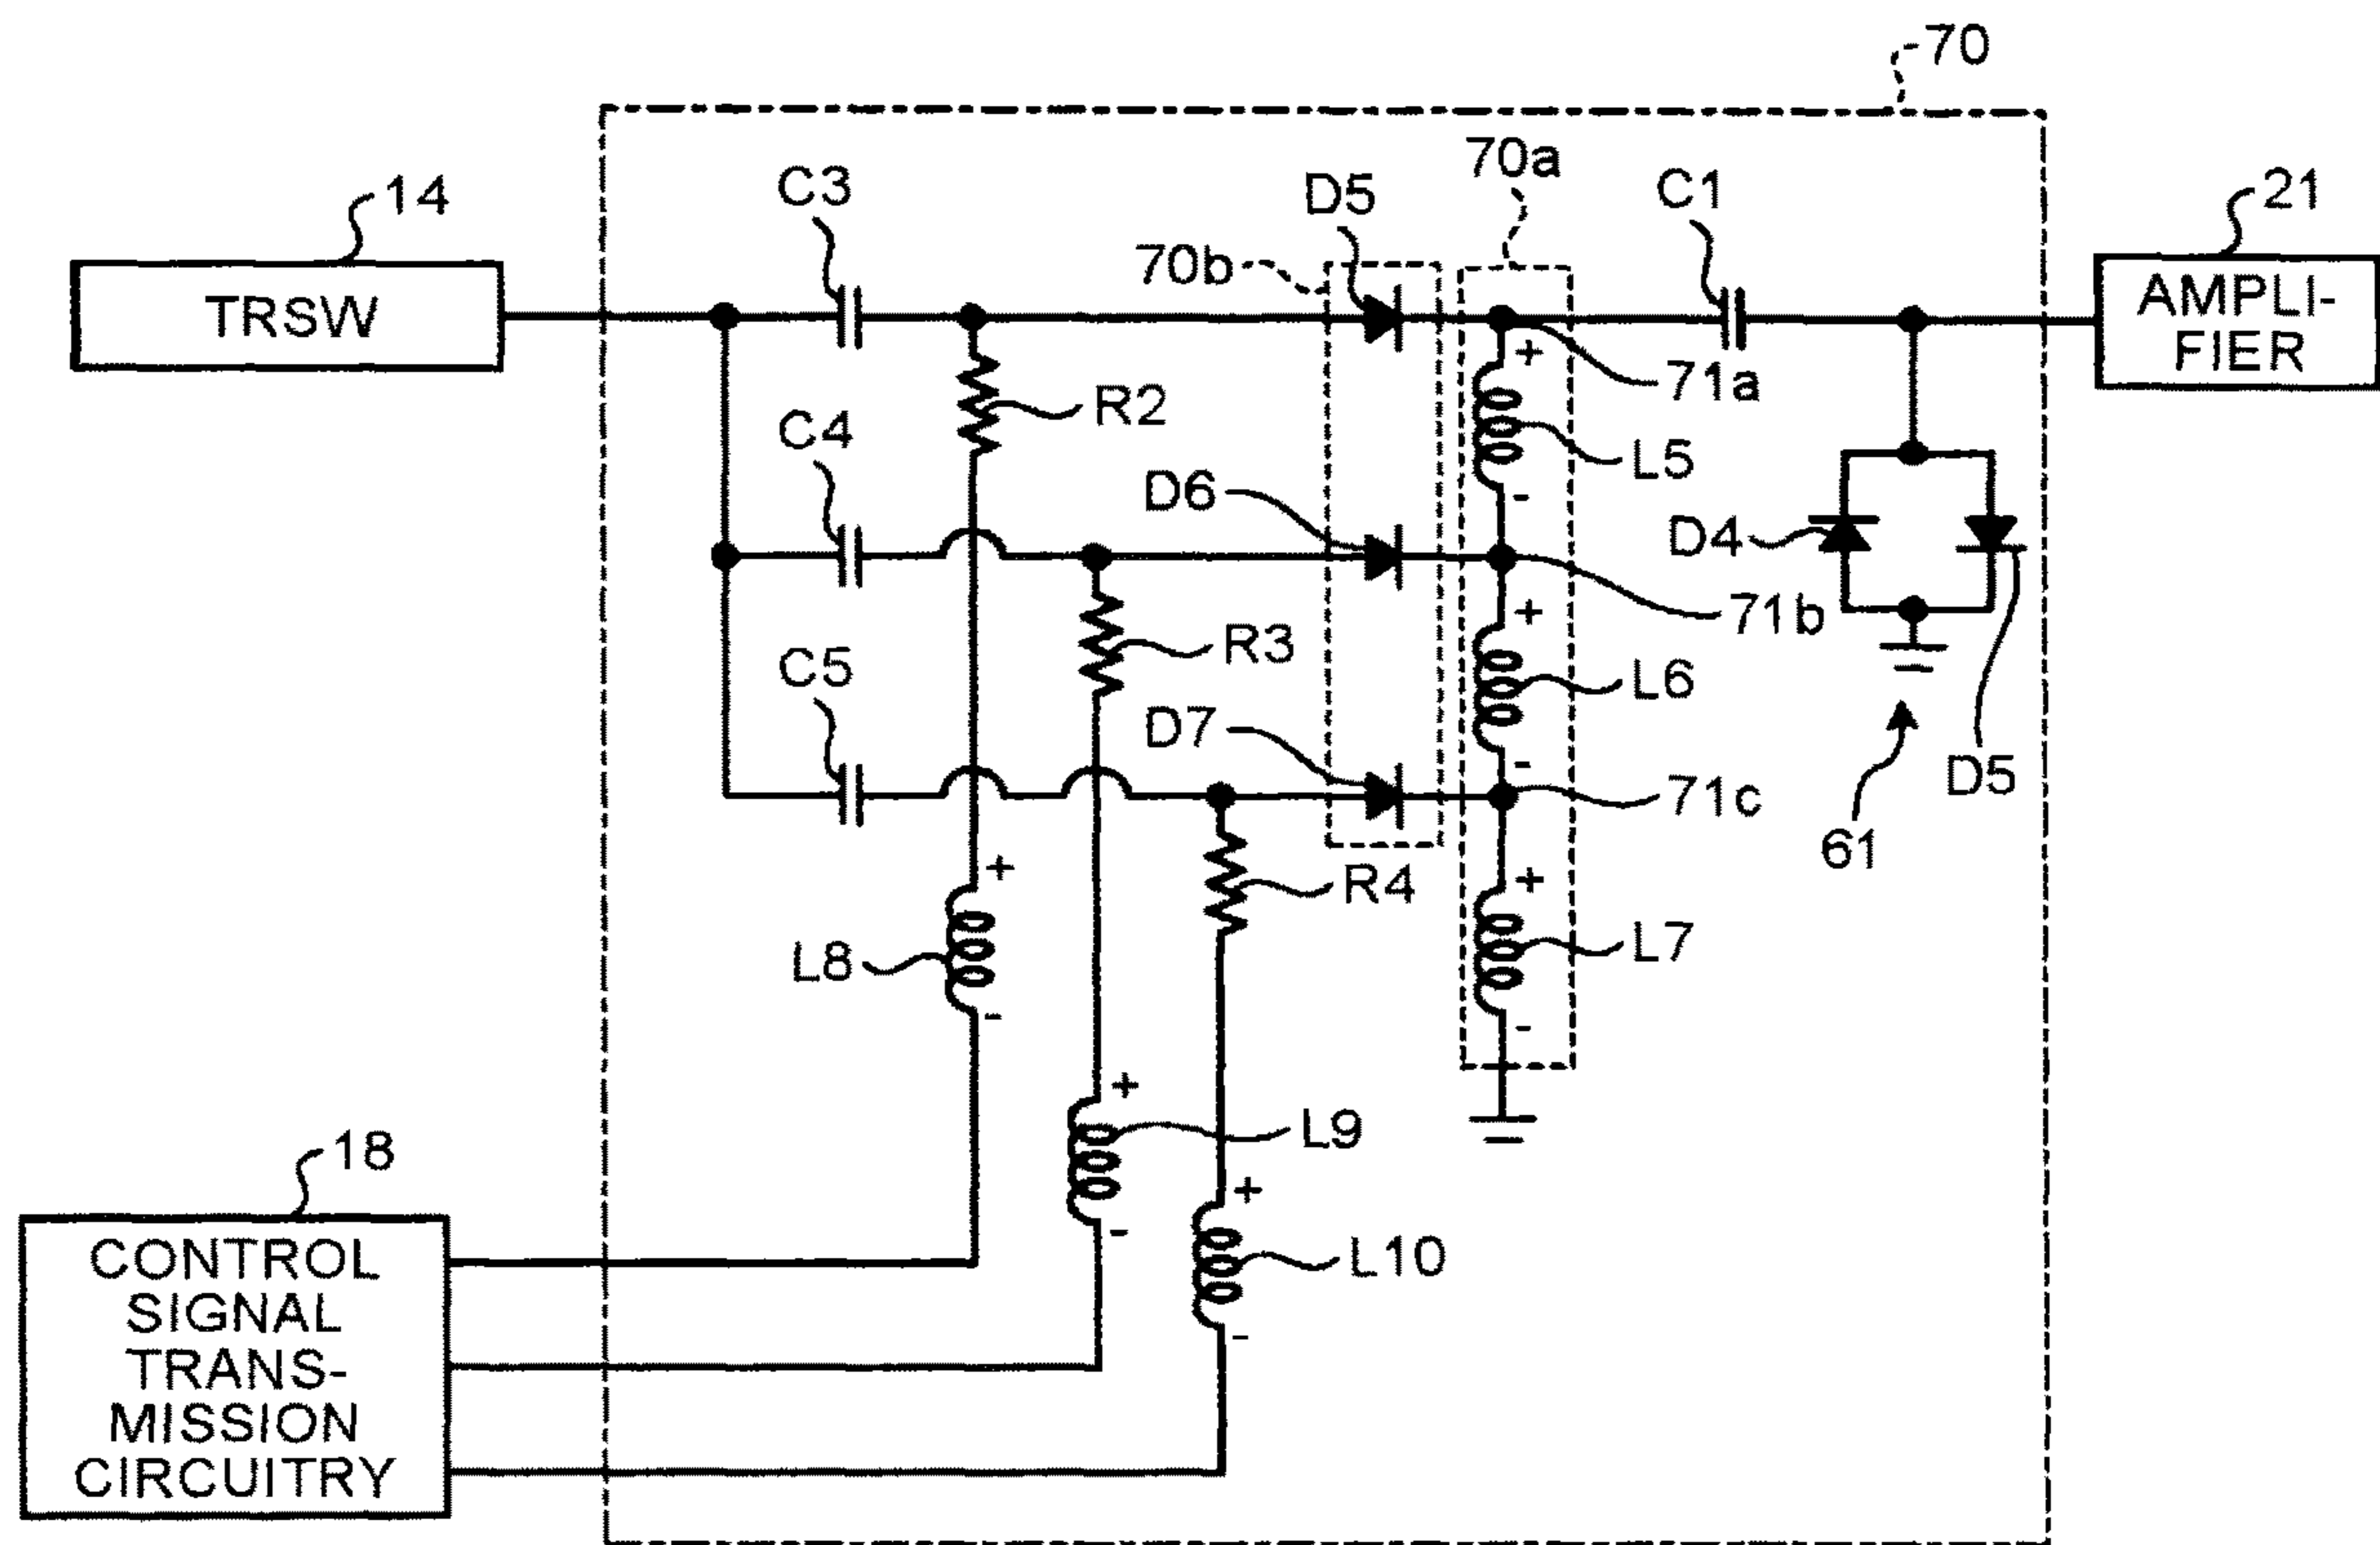 70
70a
14
C3
D5
C1
21
70b
TRSW
AMPLI-
FIER
+
71a
R2
C4
L5
D6
-
D4
+
71b
R3
C5
L6
D7
-
71c
D5
61
+
+
R4
L8
L7
-
-
+
L9
18
+
-
L10
-
CONTROL
SIGNAL
TRANS-
MISSION
CIRCUITRY